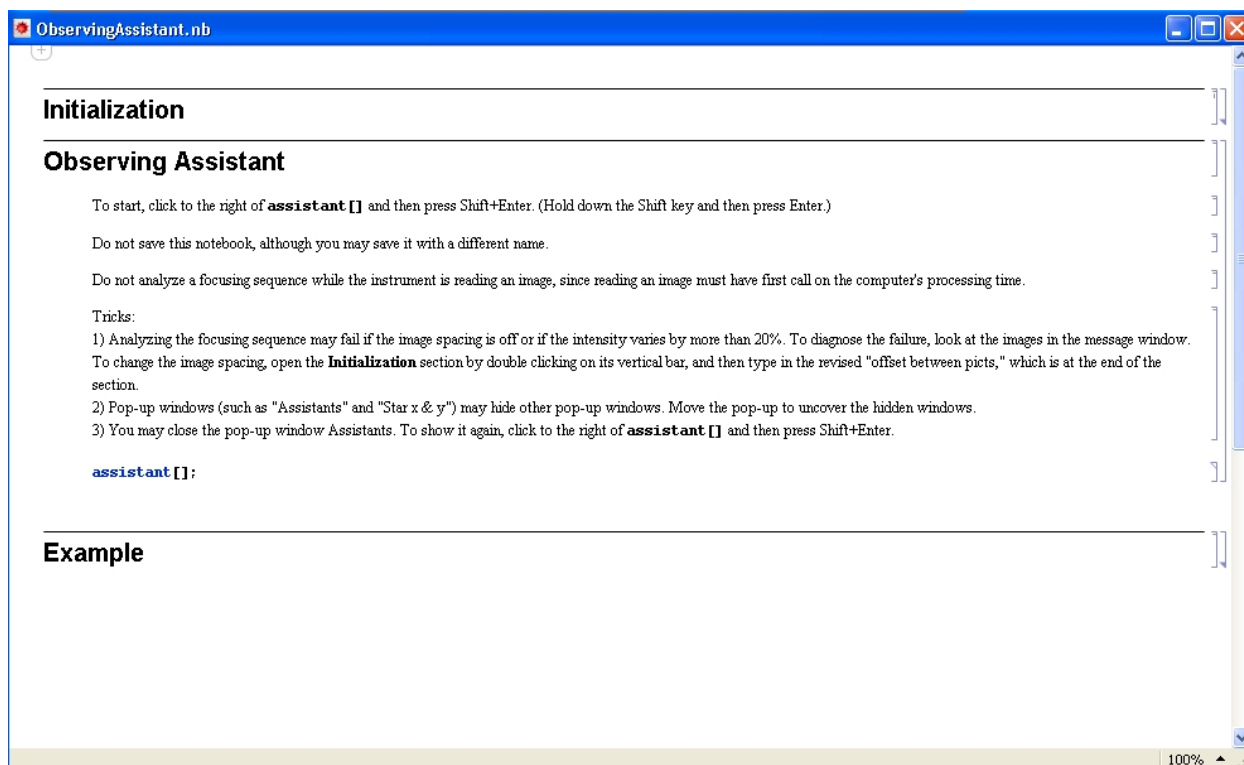 ObservingAssistant.nb
Initialization
Observing Assistant
To start, click to the right of assistant[] and then press Shift+Enter. (Hold down the Shift key and then press Enter.)
Do not save this notebook, although you may save it with a different name.
Do not analyze a focusing sequence while the instrument is reading an image, since reading an image must have first call on the computer's processing time.
Tricks:
1) Analyzing the focusing sequence may fail if the image spacing is off or if the intensity varies by more than 20%. To diagnose the failure, look at the images in the message window.
To change the image spacing, open the Initialization section by double clicking on its vertical bar, and then type in the revised "offset between picts," which is at the end of the
section.
2) Pop-up windows (such as "Assistants" and "Star x & y") may hide other pop-up windows. Move the pop-up to uncover the hidden windows.
3) You may close the pop-up window Assistants. To show it again, click to the right of assistant[] and then press Shift+Enter.
assistant[];
Example
100%